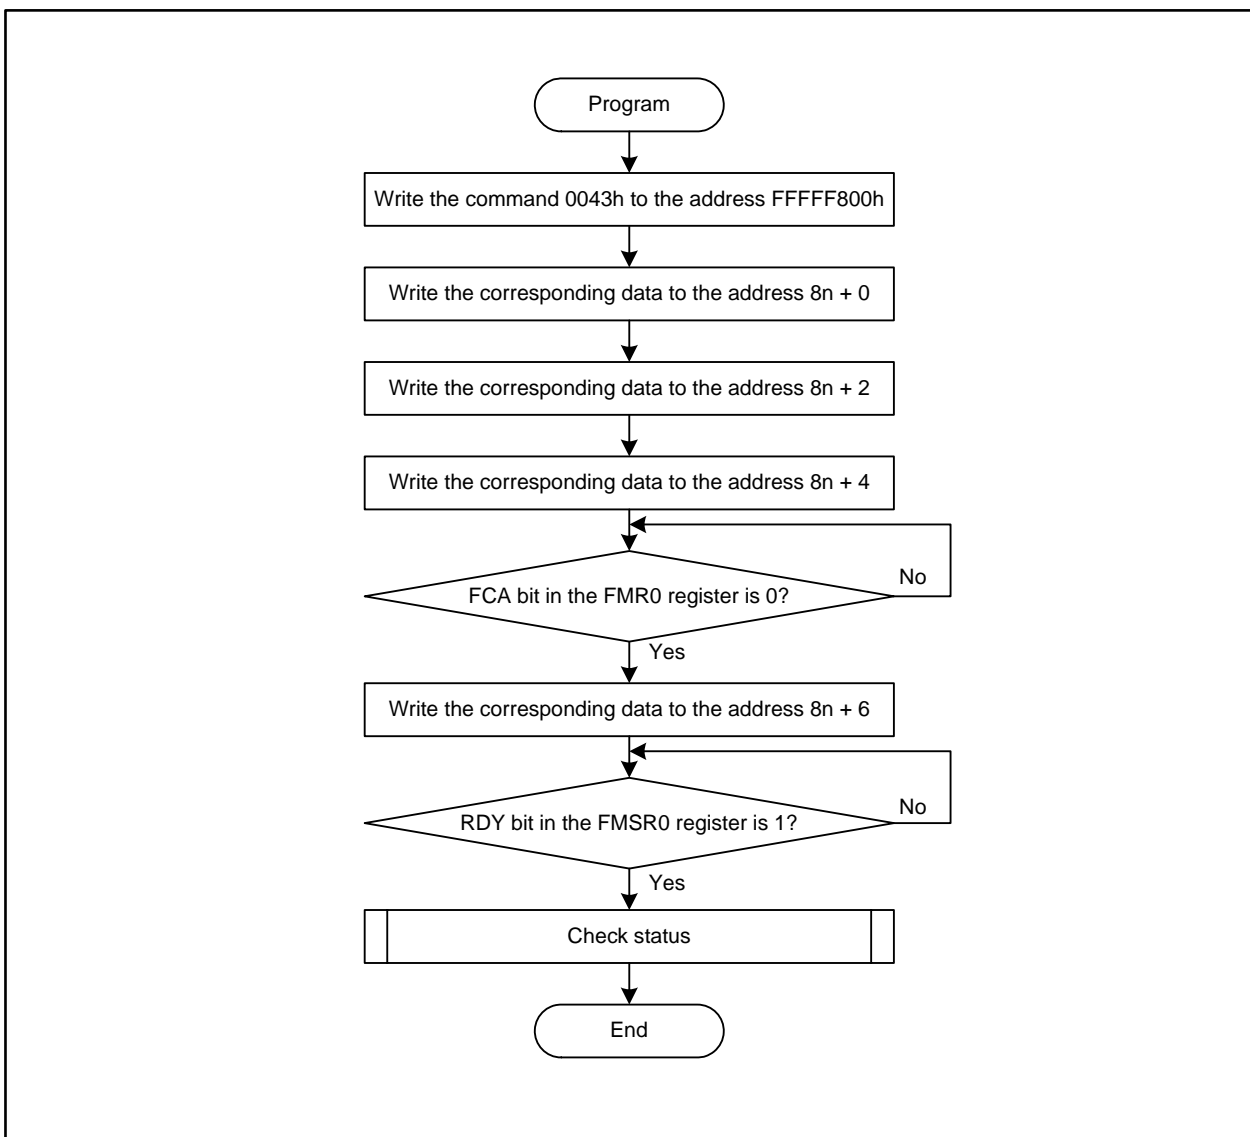 Program
Write the command 0043h to the address FFFFF800h
Write the corresponding data to the address 8n + 0
Write the corresponding data to the address 8n + 2
Write the corresponding data to the address 8n + 4
FCA bit in the FMR0 register is 0?
No
Yes
Write the corresponding data to the address 8n + 6
RDY bit in the FMSR0 register is 1?
No
Yes
Check status
End